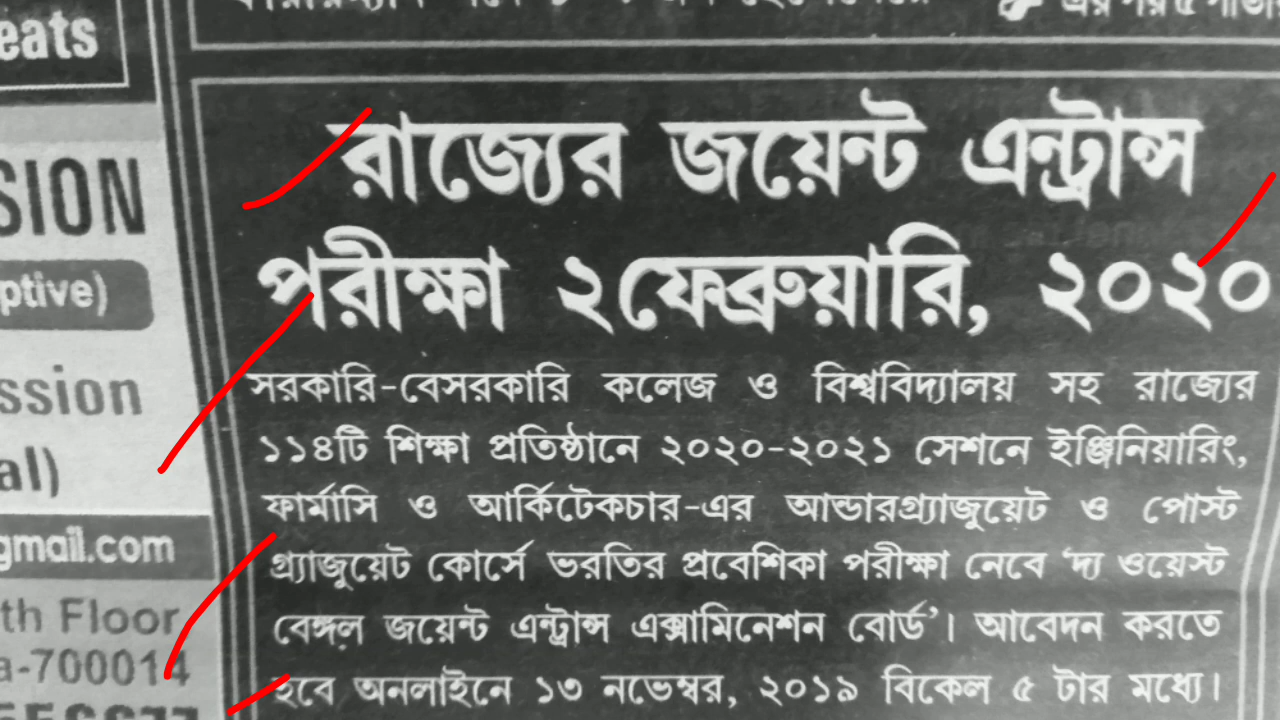 eats
SION
ptive)
ssion
al)
gmail.com
th Floor
a-700014
রাজ্যের জয়েন্ট এন্ট্রান্স
পরীক্ষা ২ফেব্রুয়ারি, ২০২০
সরকারি-বেসরকারি কলেজ ও বিশ্ববিদ্যালয় সহ রাজ্যের
১১৪টি শিক্ষা প্রতিষ্ঠানে ২০২০-২০২১ সেশনে ইঞ্জিনিয়ারিং,
ফার্মাসি ও আর্কিটেকচার-এর আন্ডারগ্র্যাজুয়েট ও পোস্ট
গ্র্যাজুয়েট কোর্সে ভরতির প্রবেশিকা পরীক্ষা নেবে ‘দ্য ওয়েস্ট
বেঙ্গল জয়েন্ট এন্ট্রান্স এক্সামিনেশন বোর্ড’। আবেদন করতে
হবে অনলাইনে ১৩ নভেম্বর, ২০১৯ বিকেল ৫ টার মধ্যে।